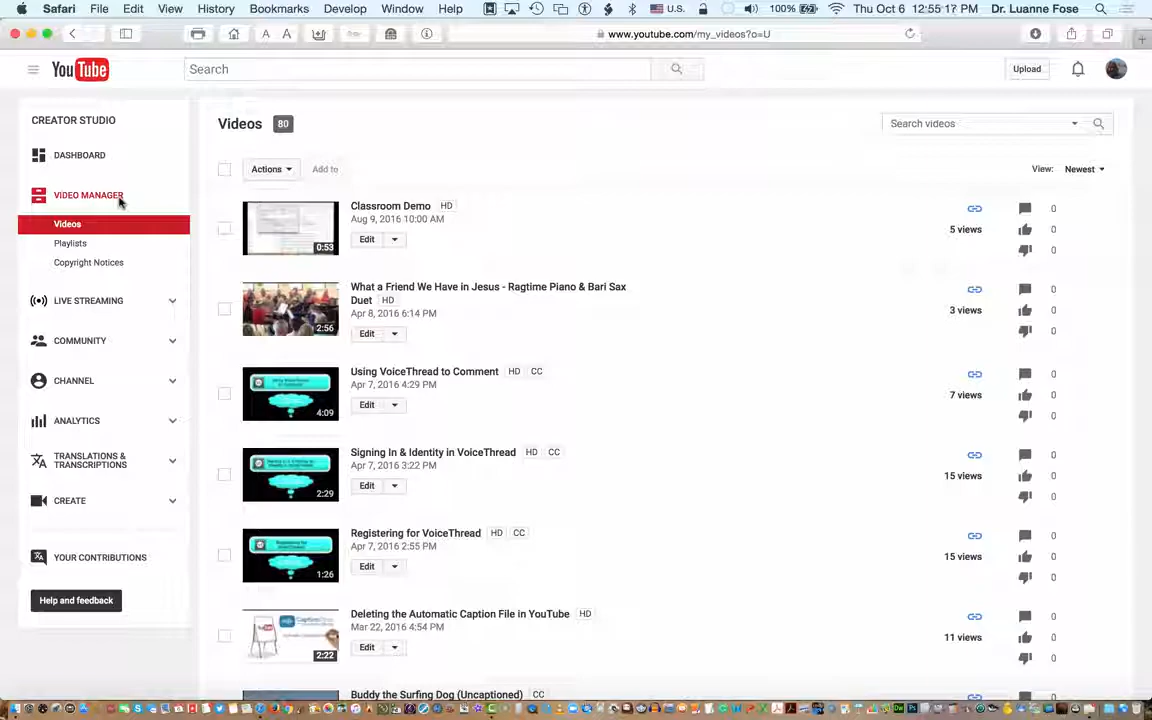 Safari File Edit View History Bookmarks Develop Window Help U.S. 100% Thu Oct 6 12:55:17 PM Dr. Luanne Fose
www.youtube.com/my_videos?o=U
YouTube Search Upload
CREATOR STUDIO
DASHBOARD
VIDEO MANAGER
Videos
Playlists
Copyright Notices
LIVE STREAMING
COMMUNITY
CHANNEL
ANALYTICS
TRANSLATIONS &
TRANSCRIPTIONS
CREATE
YOUR CONTRIBUTIONS
Help and feedback
Videos 80 Search videos
Actions Add to View: Newest
Classroom Demo HD 0
Aug 9, 2016 10:00 AM 5 views 0
0:53 Edit 0
What a Friend We Have in Jesus - Ragtime Piano & Bari Sax 0
Duet HD
Apr 8, 2016 6:14 PM 3 views 0
2:56 Edit 0
Using VoiceThread to Comment HD CC 0
Apr 7, 2016 4:29 PM 7 views 0
4:09 Edit 0
Signing In & Identity in VoiceThread HD CC 0
Apr 7, 2016 3:22 PM 15 views 0
2:29 Edit 0
Registering for VoiceThread HD CC 0
Apr 7, 2016 2:55 PM 15 views 0
1:26 Edit 0
Deleting the Automatic Caption File in YouTube HD 0
Mar 22, 2016 4:54 PM 11 views 0
2:22 Edit 0
Buddy the Surfing Dog (Uncaptioned) CC 0